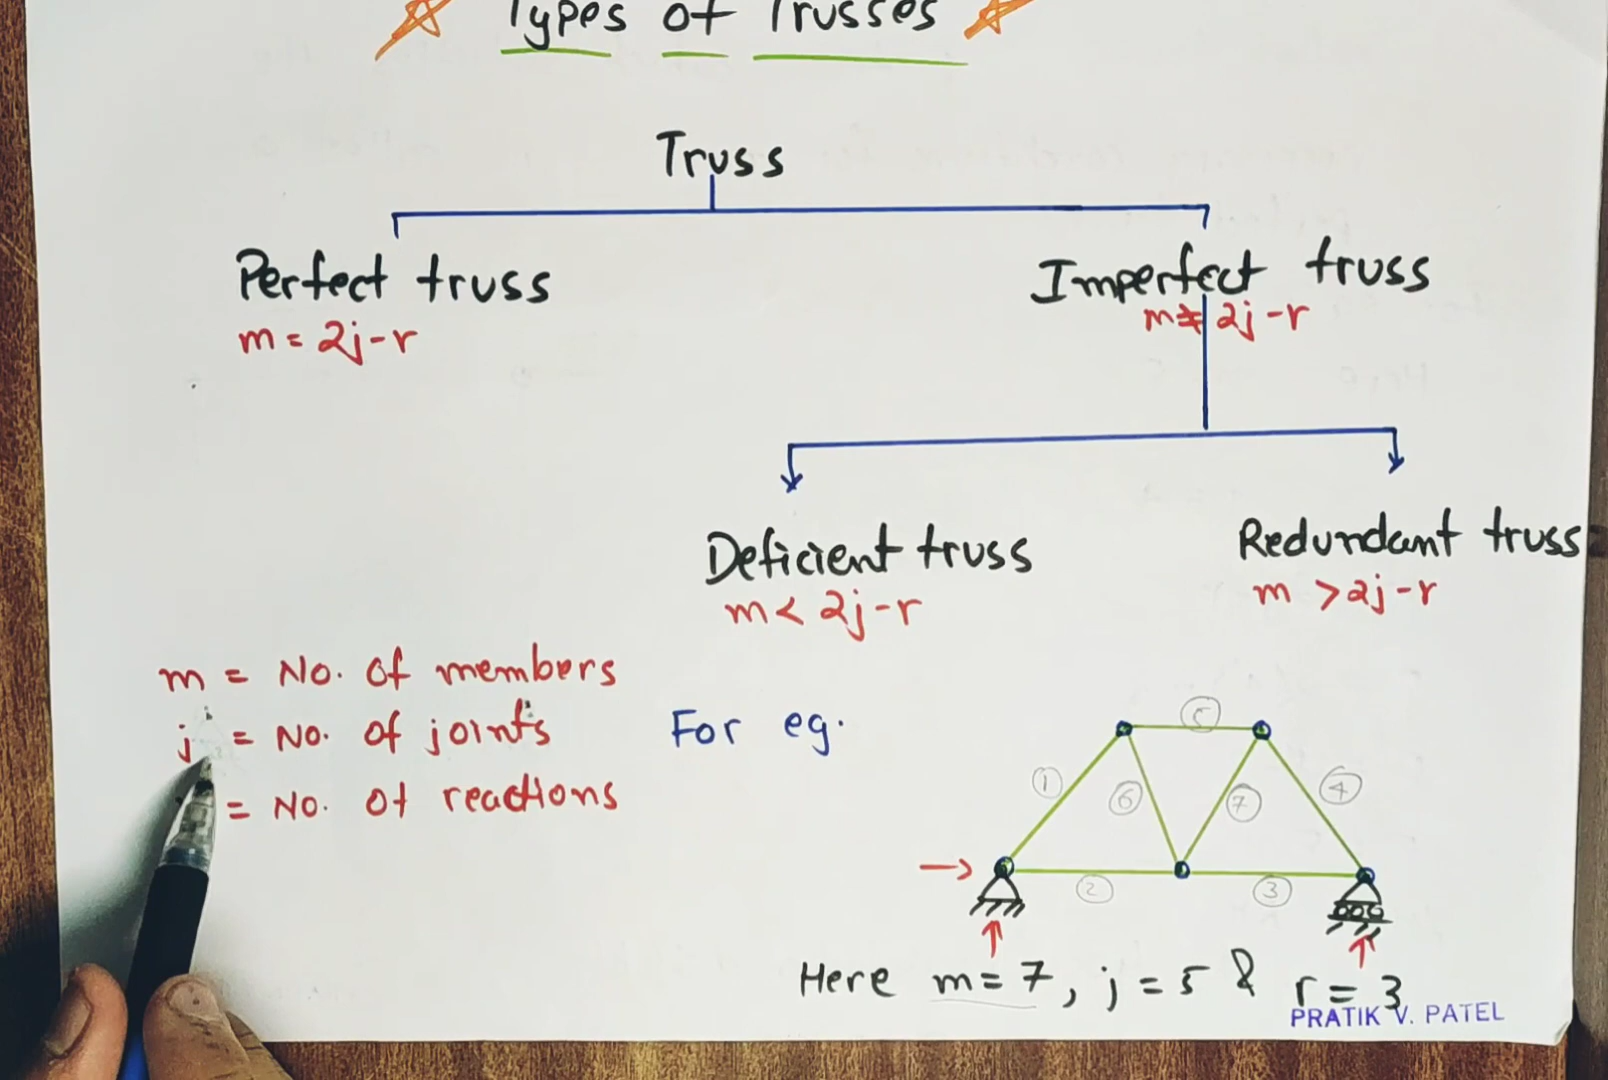 Types of Trusses
Truss
Perfect truss
m = 2j-r
Imperfect truss
m ≠ 2j-r
Deficient truss
m < 2j-r
Redundant truss
m > 2j-r
m = No. of members
j = No. of joints
= No. of reactions
For eg.
5
1
6
7
4
2
3
Here m = 7, j = 5 & r = 3
PRATIK V. PATEL